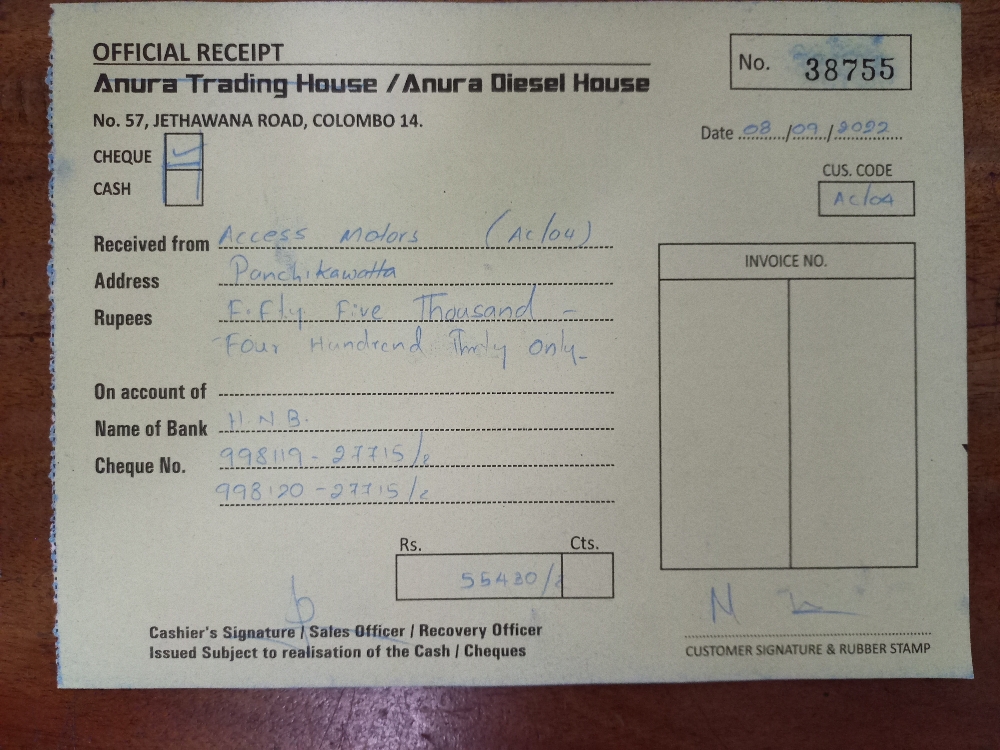 OFFICIAL RECEIPT
No. 38755
Anura Trading House / Anura Diesel House
No. 57, JETHAWANA ROAD, COLOMBO 14.
Date 08/09/2022
CHEQUE ✓
CASH
CUS. CODE
AC/04
Received from Access Motors (AC/04)
Address Panchikawatta
INVOICE NO.
Rupees Fifty Five Thousand -
Four Hundrend Thirty only-
On account of
Name of Bank H.N.B.
Cheque No. 998119 - 27715/
998120 - 27715/
Rs. Cts.
55430/
Cashier's Signature / Sales Officer / Recovery Officer
Issued Subject to realisation of the Cash / Cheques
CUSTOMER SIGNATURE & RUBBER STAMP